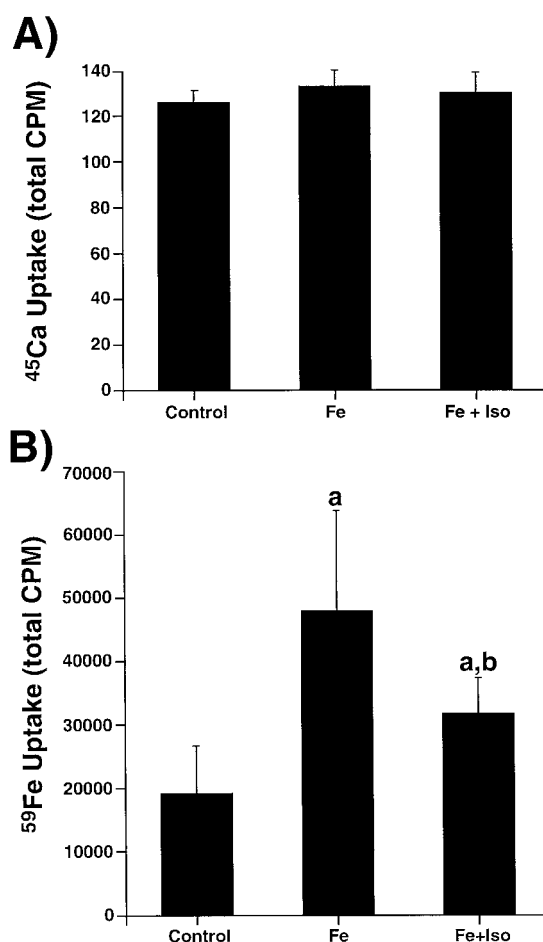 A)
45Ca Uptake (total CPM)
140
120
100
80
60
40
20
0
Control Fe Fe + Iso
B)
59Fe Uptake (total CPM)
70000
60000
50000
40000
30000
20000
10000
0
a
a,b
Control Fe Fe+Iso